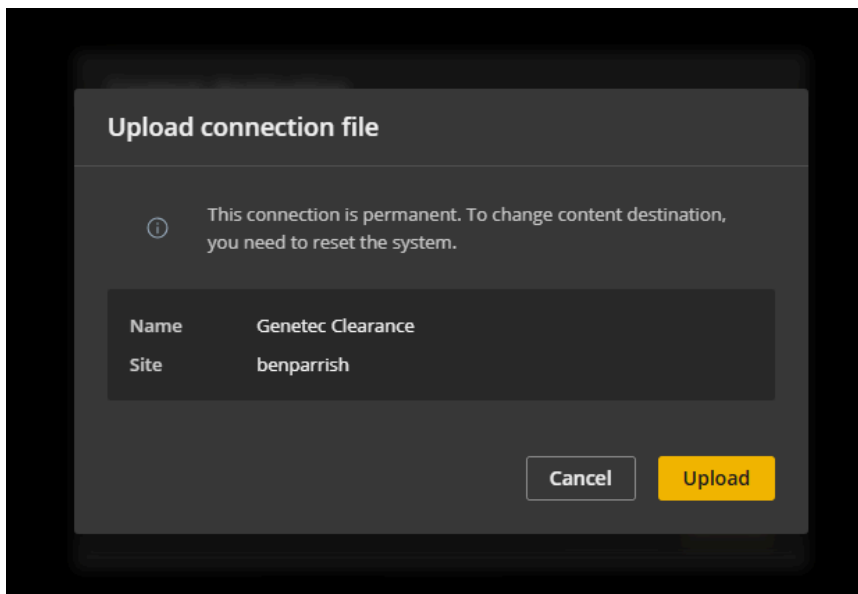 Upload connection file
This connection is permanent. To change content destination,
you need to reset the system.
Name Genetec Clearance
Site benparrish
Cancel Upload